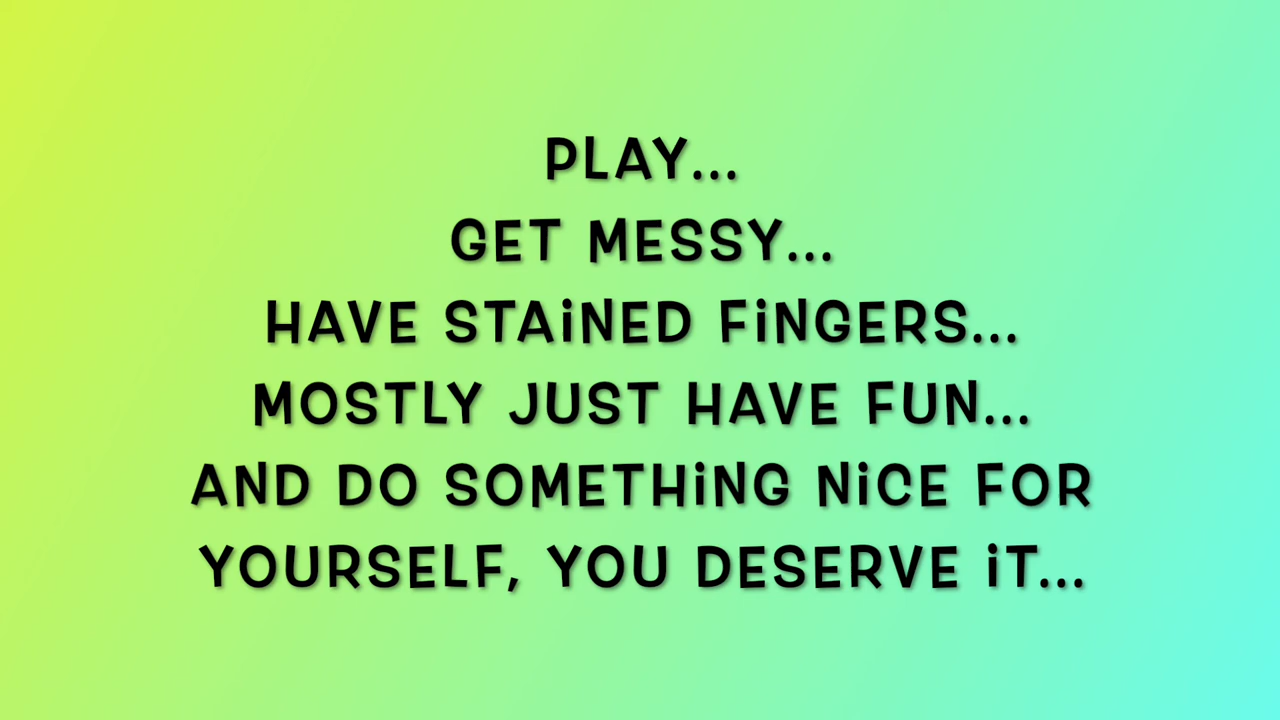 PLAY...
GET MESSY...
HAVE STAiNED FiNGERS...
MOSTLY JUST HAVE FUN...
AND DO SOMETHiNG NiCE FOR
YOURSELF, YOU DESERVE iT...